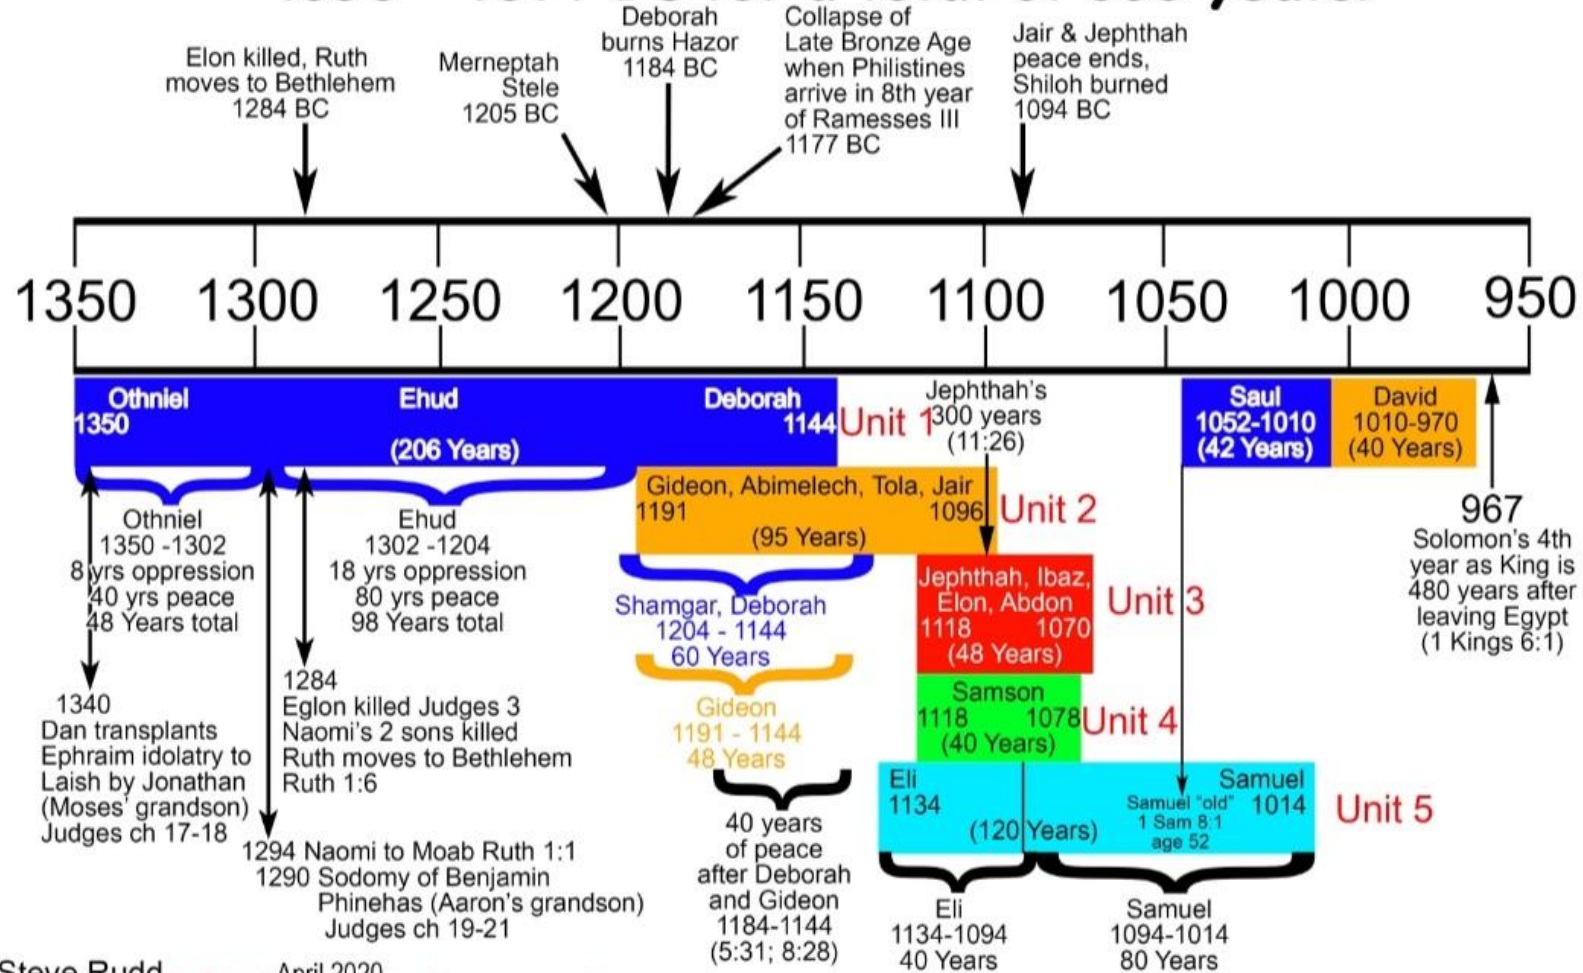 Elon killed, Ruth
moves to Bethlehem
1284 BC
Merneptah
Stele
1205 BC
Deborah
burns Hazor
1184 BC
Collapse of
Late Bronze Age
when Philistines
arrive in 8th year
of Ramesses III
1177 BC
Jair & Jephthah
peace ends,
Shiloh burned
1094 BC
1350 1300 1250 1200 1150 1100 1050 1000 950
Othniel
1350
Ehud
(206 Years)
Deborah
1144
Unit 1
Jephthah's
300 years
(11:26)
Saul
1052-1010
(42 Years)
David
1010-970
(40 Years)
Gideon, Abimelech, Tola, Jair
1191 1096
(95 Years)
Unit 2
967
Solomon's 4th
year as King is
480 years after
leaving Egypt
(1 Kings 6:1)
Othniel
1350 -1302
8 yrs oppression
40 yrs peace
48 Years total
Ehud
1302 -1204
18 yrs oppression
80 yrs peace
98 Years total
Shamgar, Deborah
1204 - 1144
60 Years
Jephthah, Ibaz,
Elon, Abdon
1118 1070
(48 Years)
Unit 3
1340
Dan transplants
Ephraim idolatry to
Laish by Jonathan
(Moses' grandson)
Judges ch 17-18
1284
Eglon killed Judges 3
Naomi's 2 sons killed
Ruth moves to Bethlehem
Ruth 1:6
Gideon
1191 - 1144
48 Years
Samson
1118 1078
(40 Years)
Unit 4
Eli
1134
(120 Years)
Samuel "old"
1 Sam 8:1
age 52
Samuel
1014
Unit 5
1294 Naomi to Moab Ruth 1:1
1290 Sodomy of Benjamin
Phinehas (Aaron's grandson)
Judges ch 19-21
40 years
of peace
after Deborah
and Gideon
1184-1144
(5:31; 8:28)
Eli
1134-1094
40 Years
Samuel
1094-1014
80 Years
Steve Rudd April 2020